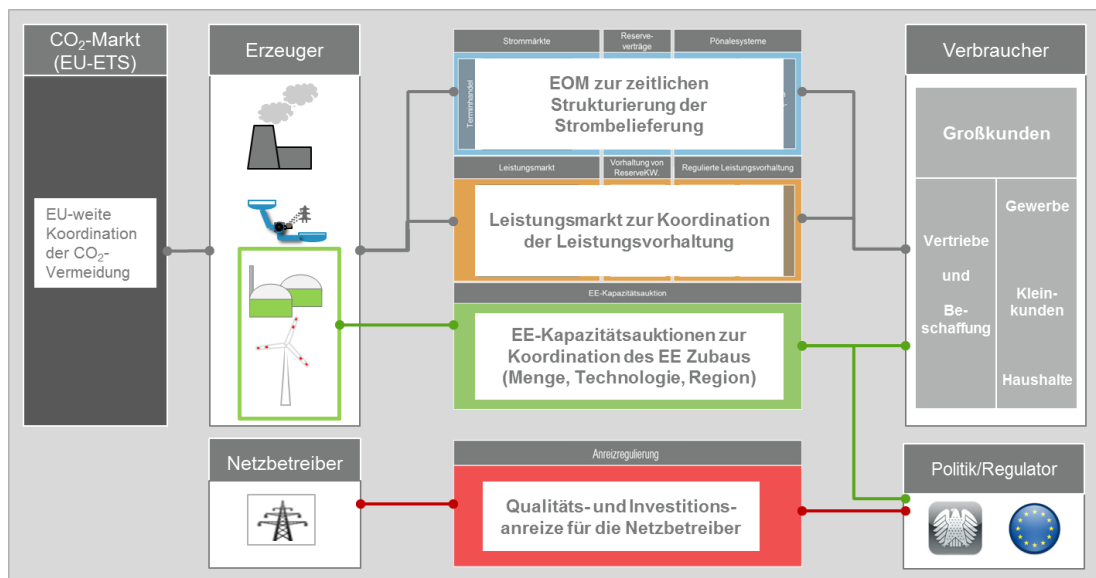 CO₂-Markt
(EU-ETS)
EU-weite
Koordination
der CO₂-
Vermeidung
Erzeuger
Strommärkte
Reserve-
verträge
Pönalesysteme
Terminhandel
EOM zur zeitlichen
Strukturierung der
Strombelieferung
Leistungsmarkt
Vorhaltung von
ReserveKW.
Regulierte Leistungsvorhaltung
Leistungsmarkt zur Koordination
der Leistungsvorhaltung
EE-Kapazitätsauktion
EE-Kapazitätsauktionen zur
Koordination des EE Zubaus
(Menge, Technologie, Region)
Verbraucher
Großkunden
Vertriebe
und
Be-
schaffung
Gewerbe
Klein-
kunden
Haushalte
Netzbetreiber
Anreizregulierung
Qualitäts- und Investitions-
anreize für die Netzbetreiber
Politik/Regulator